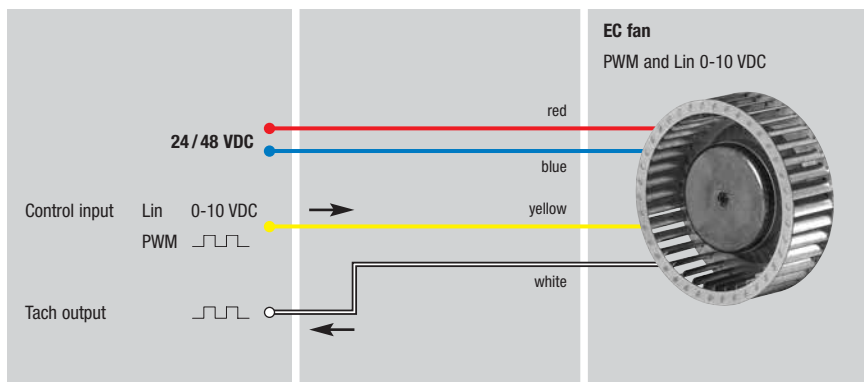 EC fan
PWM and Lin 0-10 VDC
red
24 / 48 VDC
blue
Control input Lin 0-10 VDC
yellow
PWM
white
Tach output